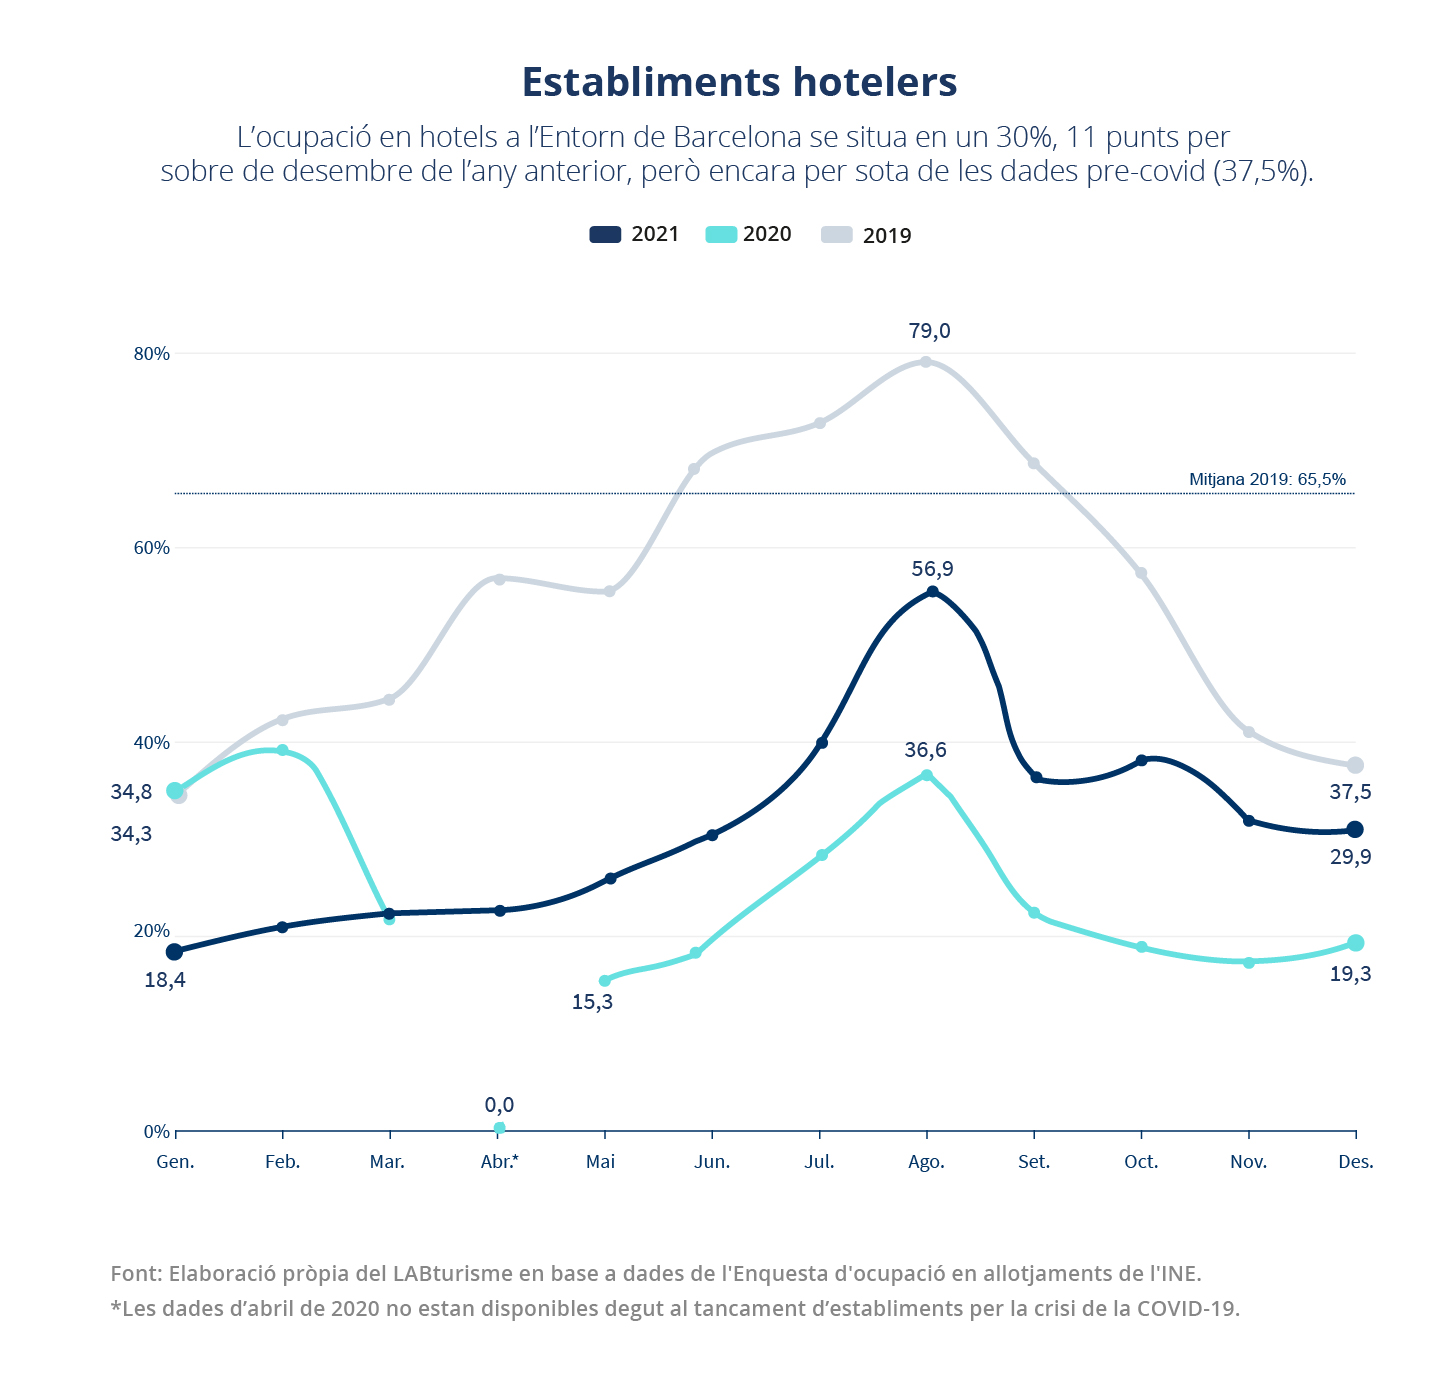 Establiments hotelers
L’ocupació en hotels a l’Entorn de Barcelona se situa en un 30%, 11 punts per
sobre de desembre de l’any anterior, però encara per sota de les dades pre-covid (37,5%).
2021 2020 2019
79,0
80%
Mitjana 2019: 65,5%
60%
56,9
40%
36,6
34,8
37,5
34,3
29,9
20%
18,4
19,3
15,3
0,0
0%
Gen. Feb. Mar. Abr.* Mai Jun. Jul. Ago. Set. Oct. Nov. Des.
Font: Elaboració pròpia del LABturisme en base a dades de l'Enquesta d'ocupació en allotjaments de l'INE.
*Les dades d’abril de 2020 no estan disponibles degut al tancament d’establiments per la crisi de la COVID-19.